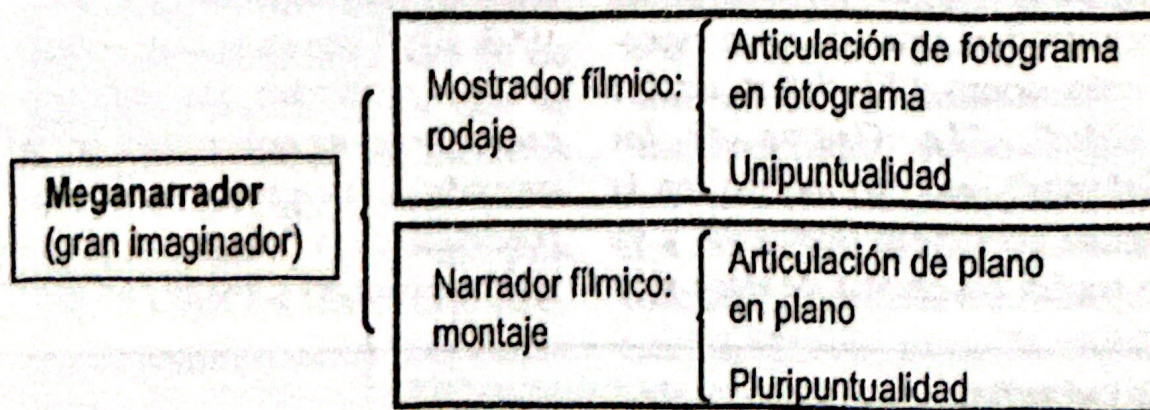 Meganarrador
(gran imaginador)
Mostrador fílmico:
rodaje
Articulación de fotograma
en fotograma
Unipuntualidad
Narrador fílmico:
montaje
Articulación de plano
en plano
Pluripuntualidad